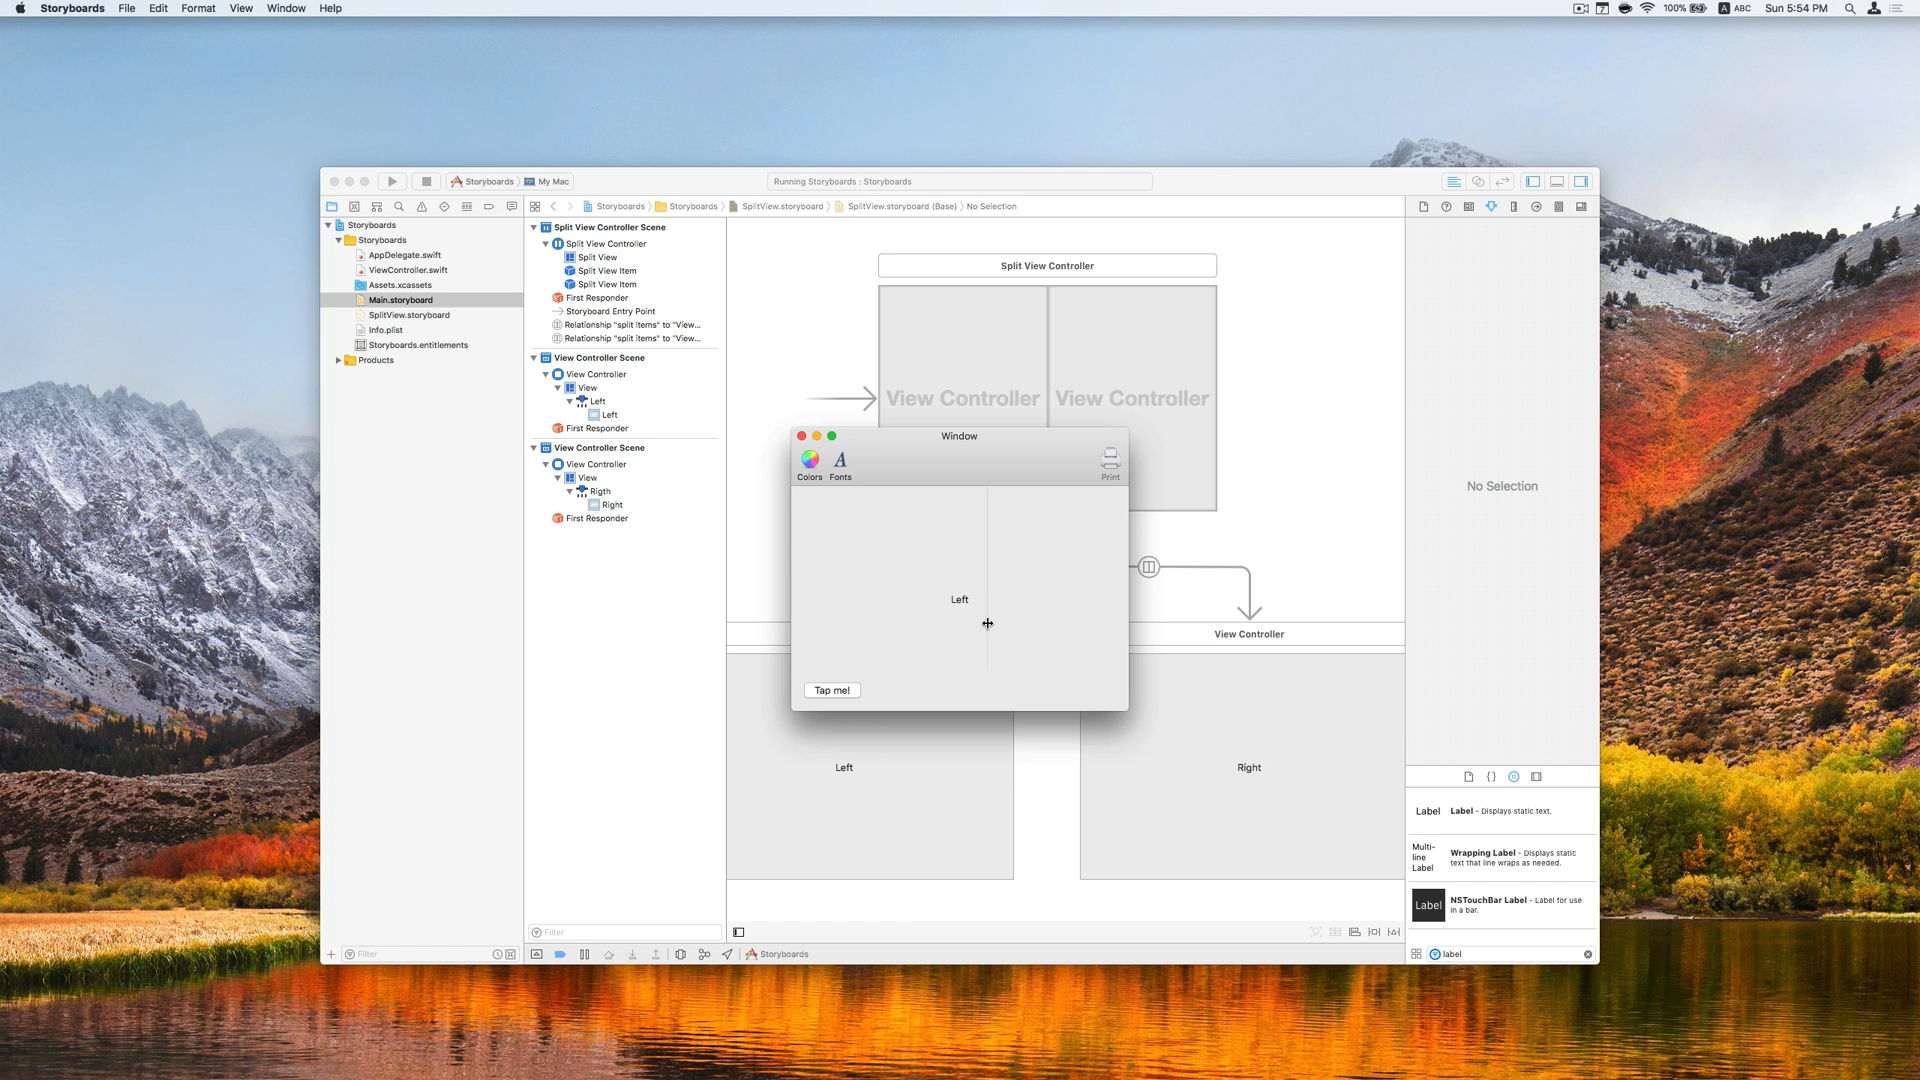 Storyboards File Edit View Window Help
7 100% A ABC Sun 5:54 PM
Storyboards My Mac
Running Storyboards : Storyboards
Storyboards Storyboards SplitView.storyboard SplitView.storyboard (Base) No Selection
Storyboards
Storyboards
AppDelegate.swift
ViewController.swift
Assets.xcassets
Main.storyboard
SplitView.storyboard
Info.plist
Storyboards.entitlements
Products
Filter
Split View Controller Scene
Split View Controller
Split View
Split View Item
Split View Item
First Responder
Storyboard Entry Point
Relationship "split items" to "View...
Relationship "split items" to "View...
View Controller Scene
View Controller
View
Left
Left
First Responder
View Controller Scene
View Controller
View
Rigth
Right
First Responder
Filter
Split View Controller
View Controller View Controller
Window
Colors Fonts Print
Left
Tap me!
View Controller
Left
Right
Storyboards
No Selection
Label Label - Displays static text.
Multi-
line
Label
Wrapping Label - Displays static
text that line wraps as needed.
Label NSTouchBar Label - Label for use
in a bar.
label